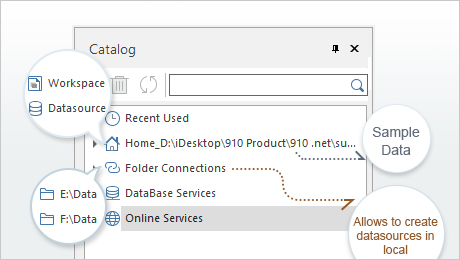 Catalog
Workspace
Datasource
Recent Used
Home_D:\iDesktop\910 Product\910 .net\su...
Folder Connections
E:\Data
F:\Data
DataBase Services
Online Services
Sample
Data
Allows to create
datasources in
local